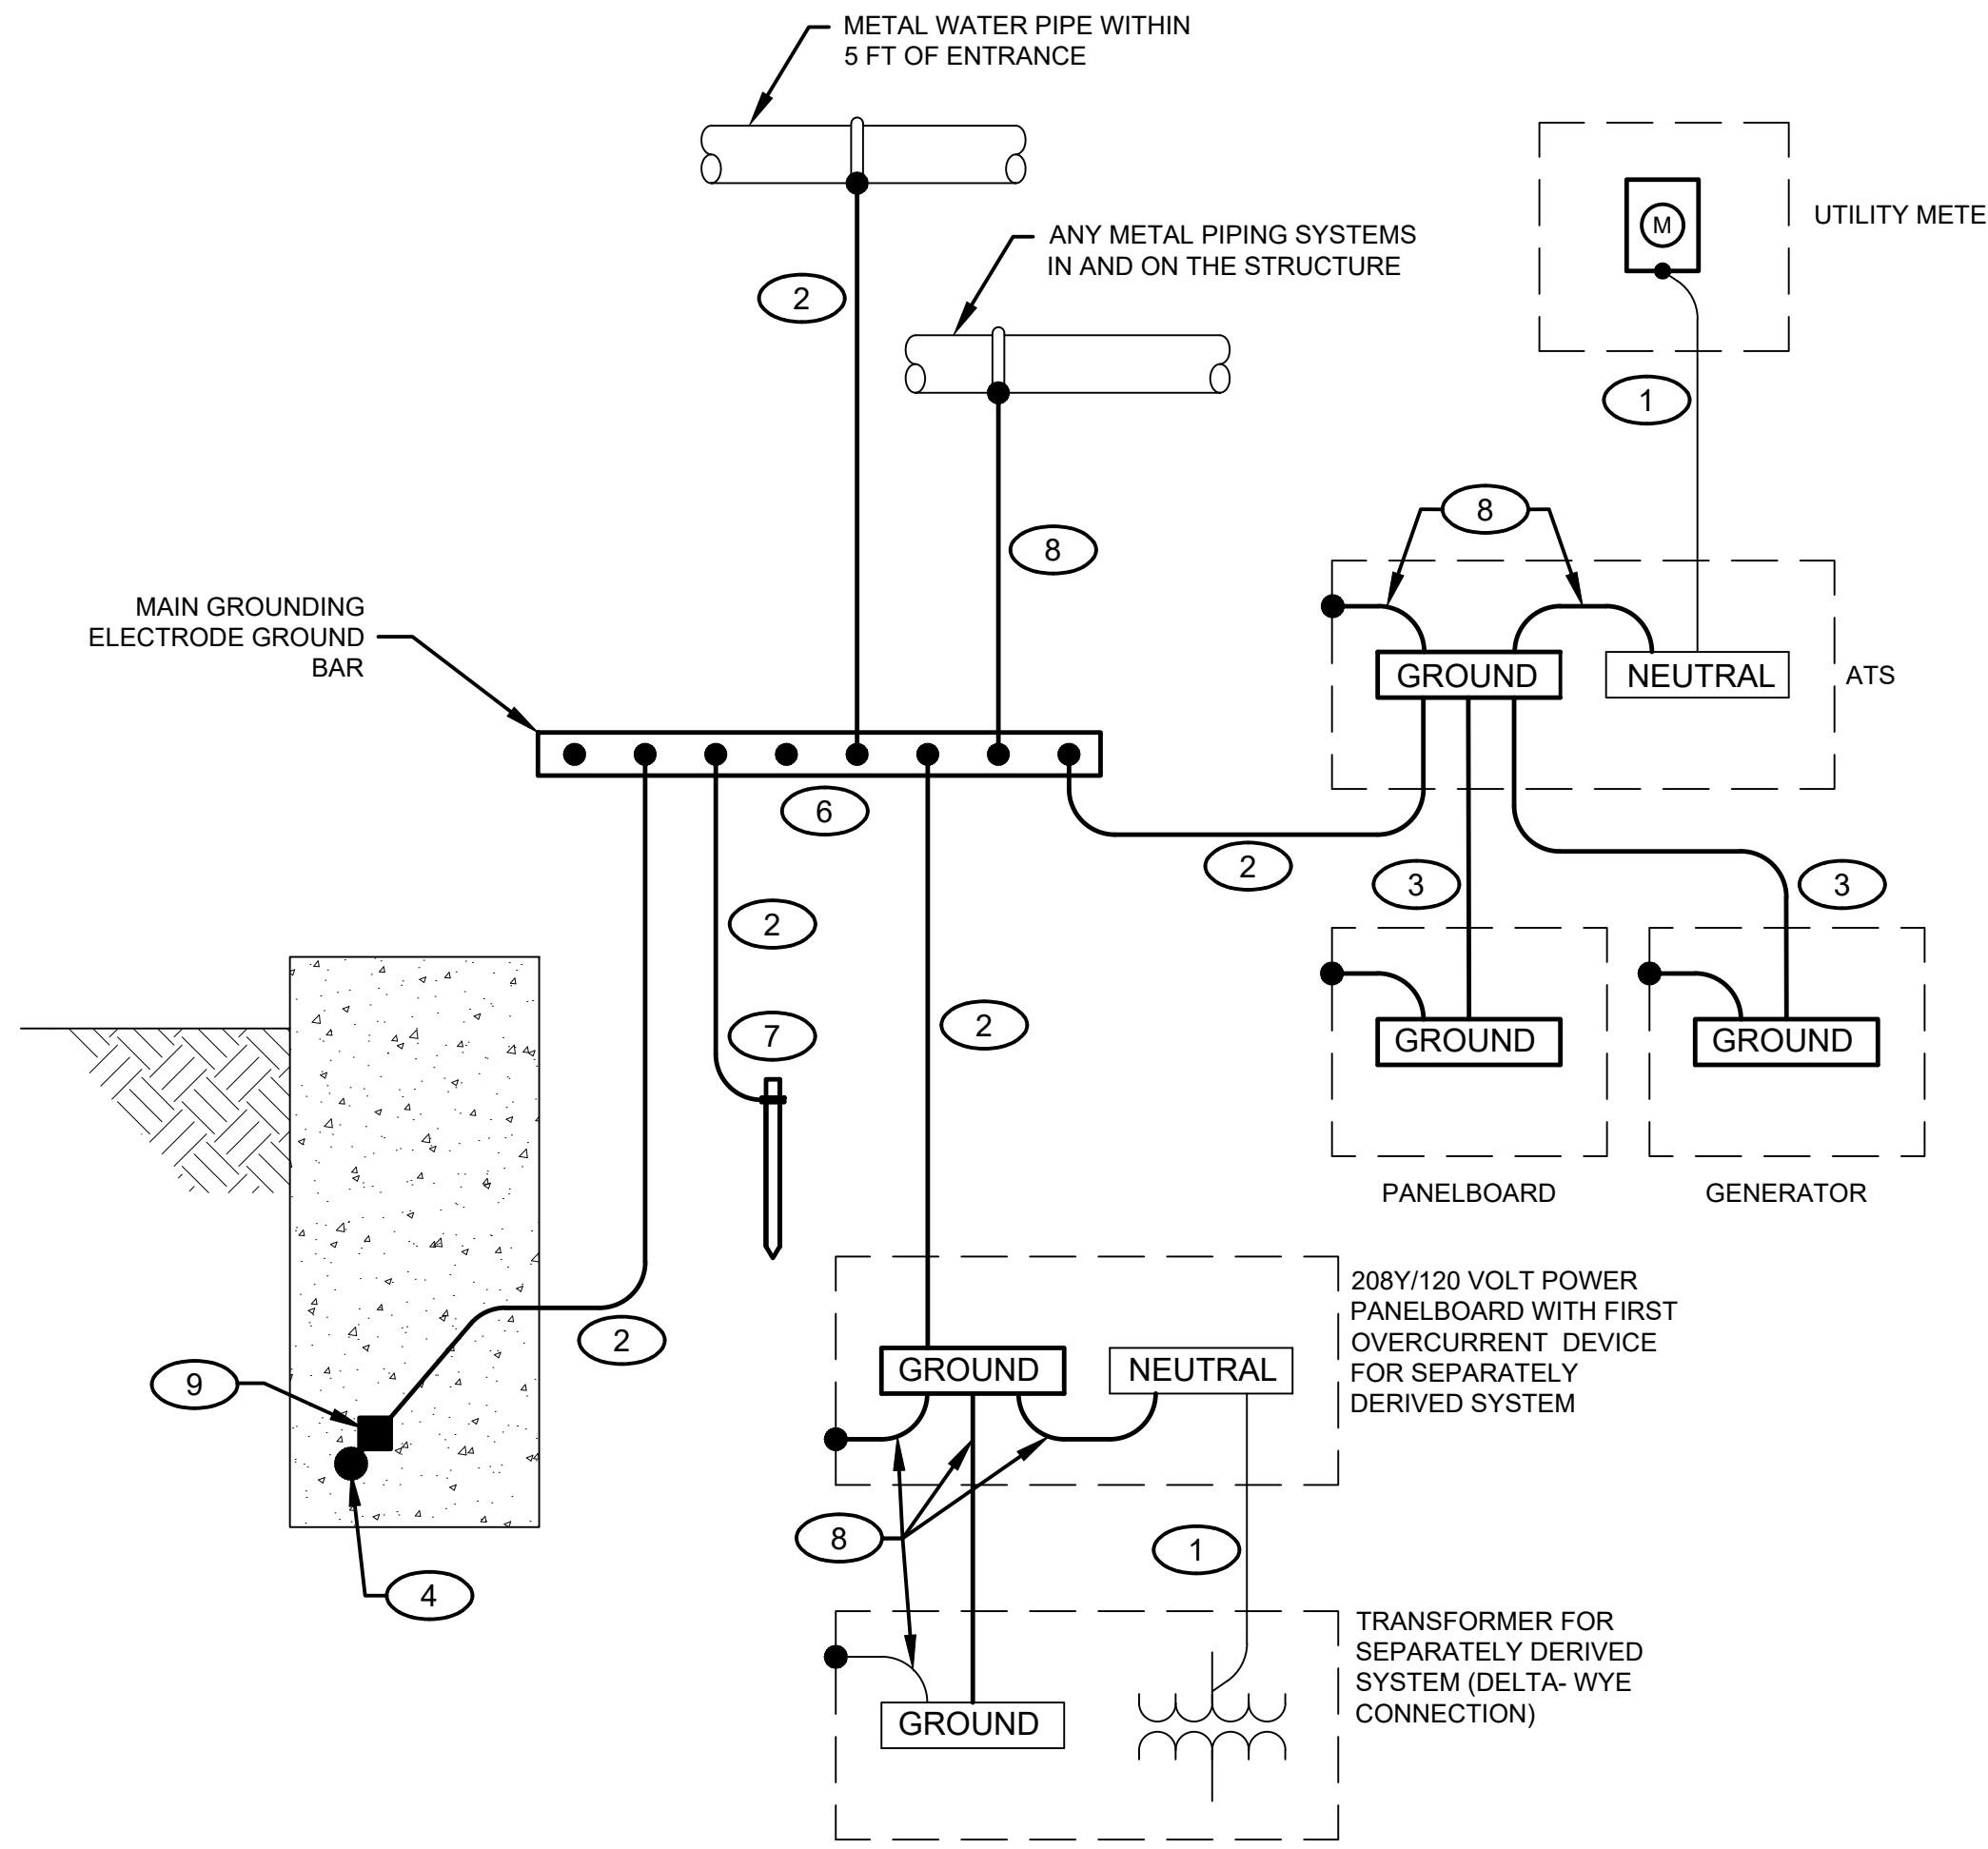 METAL WATER PIPE WITHIN
5 FT OF ENTRANCE
M
UTILITY METE
ANY METAL PIPING SYSTEMS
IN AND ON THE STRUCTURE
2
1
8
8
MAIN GROUNDING
ELECTRODE GROUND
BAR
GROUND
NEUTRAL
ATS
6
2
3
3
2
7
2
GROUND
GROUND
PANELBOARD
GENERATOR
208Y/120 VOLT POWER
PANELBOARD WITH FIRST
OVERCURRENT DEVICE
FOR SEPARATELY
DERIVED SYSTEM
2
9
GROUND
NEUTRAL
8
1
4
TRANSFORMER FOR
SEPARATELY DERIVED
SYSTEM (DELTA- WYE
CONNECTION)
GROUND